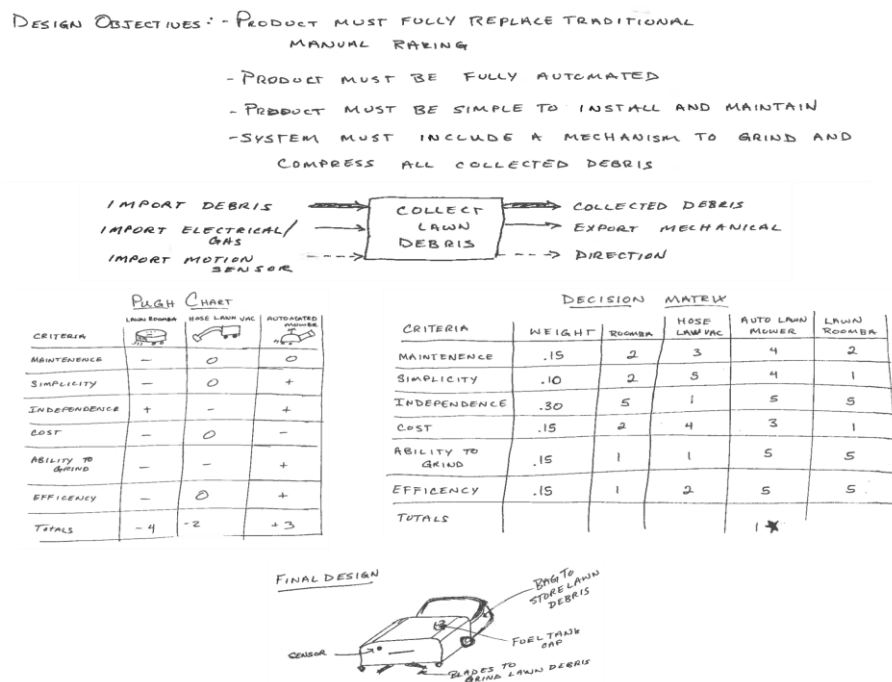 DESIGN OBJECTIVES: - PRODUCT MUST FULLY REPLACE TRADITIONAL
MANUAL RAKING
- PRODUCT MUST BE FULLY AUTOMATED
- PRODUCT MUST BE SIMPLE TO INSTALL AND MAINTAIN
- SYSTEM MUST INCLUDE A MECHANISM TO GRIND AND
COMPRESS ALL COLLECTED DEBRIS
IMPORT DEBRIS
IMPORT ELECTRICAL/
GAS
IMPORT MOTION
SENSOR
COLLECT
LAWN
DEBRIS
COLLECTED DEBRIS
EXPORT MECHANICAL
DIRECTION
PUGH CHART
CRITERIA LAWN ROOMBA HOSE LAWN VAC AUTOMATED MOWER
MAINTENENCE - O O
SIMPLICITY - O +
INDEPENDENCE + - +
COST - O -
ABILITY TO GRIND - - +
EFFICENCY - O +
TOTALS -4 -2 +3
DECISION MATRIX
CRITERIA WEIGHT ROOMBA HOSE LAWN VAC AUTO LAWN MOWER LAWN ROOMBA
MAINTENENCE .15 2 3 4 2
SIMPLICITY .10 2 5 4 1
INDEPENDENCE .30 5 1 5 5
COST .15 2 4 3 1
ABILITY TO GRIND .15 1 1 5 5
EFFICENCY .15 1 2 5 5
TOTALS 1
FINAL DESIGN
BAG TO
STORE LAWN
DEBRIS
FUEL TANK
CAP
SENSOR
BLADES TO
GRIND LAWN DEBRIS